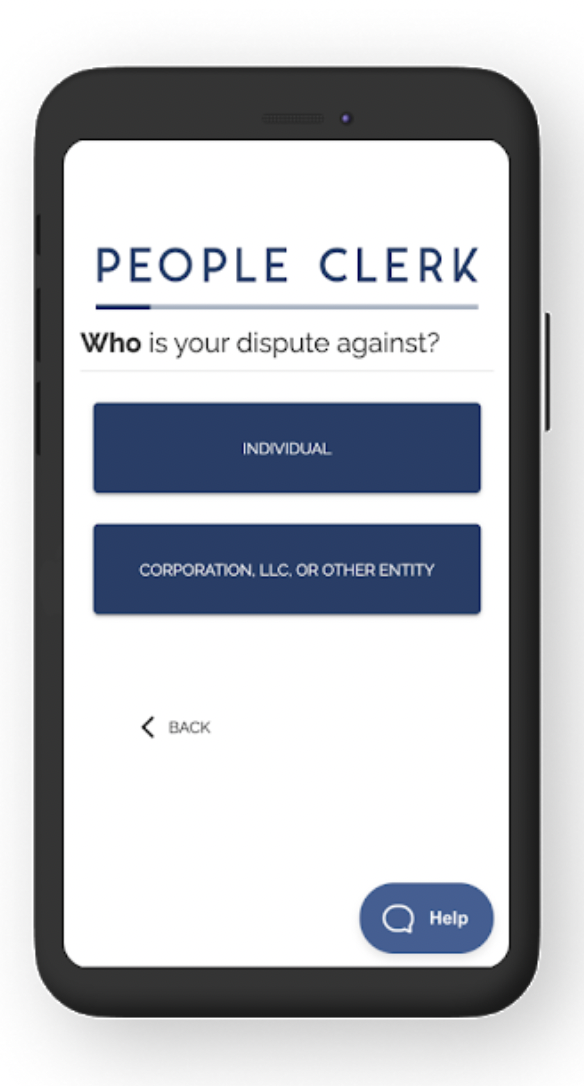 PEOPLE CLERK
Who is your dispute against?
INDIVIDUAL
CORPORATION, LLC, OR OTHER ENTITY
BACK
Help